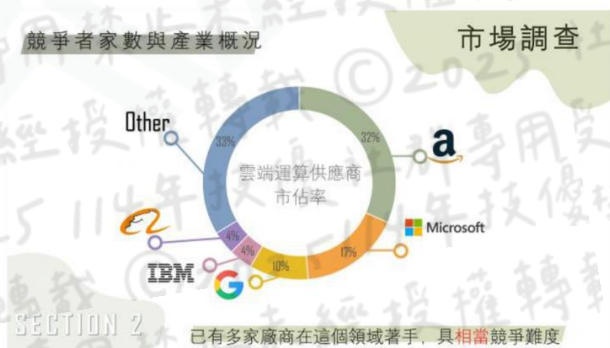 競爭者家數與產業概況
市場調查
Other
33%
32%
a
雲端運算供應商
市佔率
Microsoft
4%
4%
IBM
G
10%
17%
SECTION 2
已有多家廠商在這個領域著手，具相當競爭難度